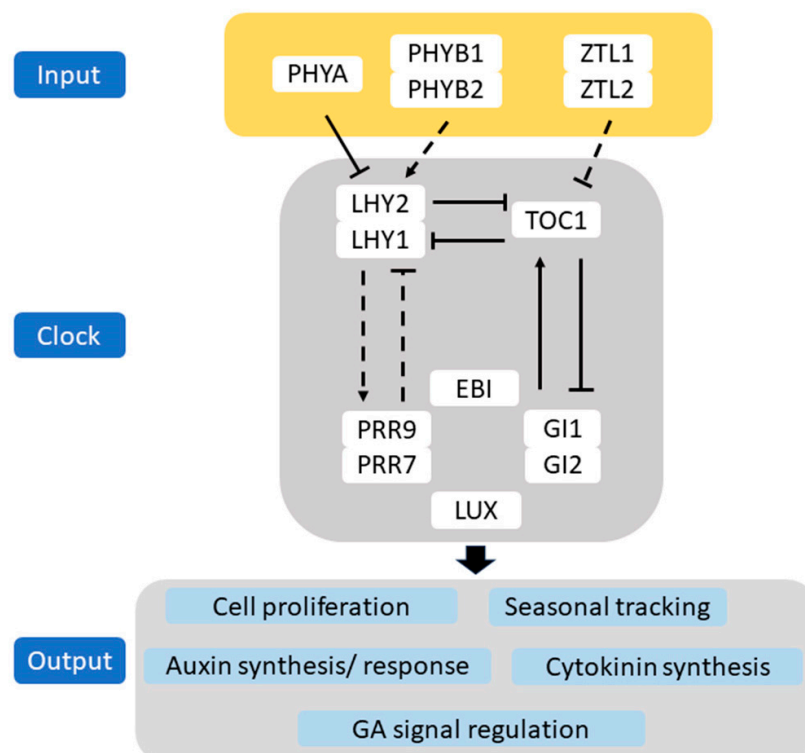 Input
PHYA
PHYB1
PHYB2
ZTL1
ZTL2
Clock
LHY2
LHY1
TOC1
EBI
PRR9
PRR7
GI1
GI2
LUX
Output
Cell proliferation
Seasonal tracking
Auxin synthesis/ response
Cytokinin synthesis
GA signal regulation